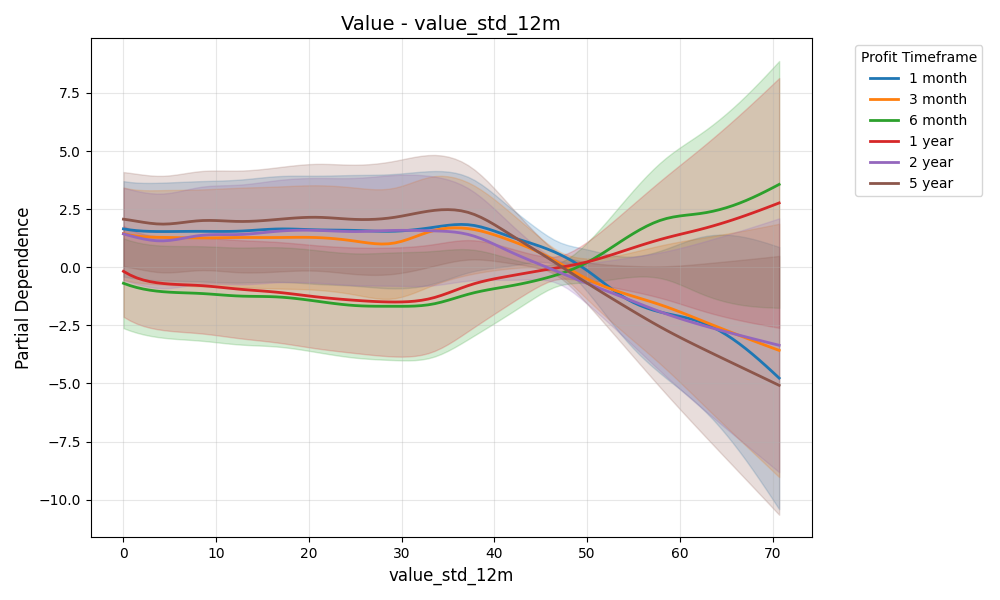 Value - value_std_12m
Profit Timeframe
1 month
3 month
6 month
1 year
2 year
5 year
Partial Dependence
7.5
5.0
2.5
0.0
−2.5
−5.0
−7.5
−10.0
0 10 20 30 40 50 60 70
value_std_12m